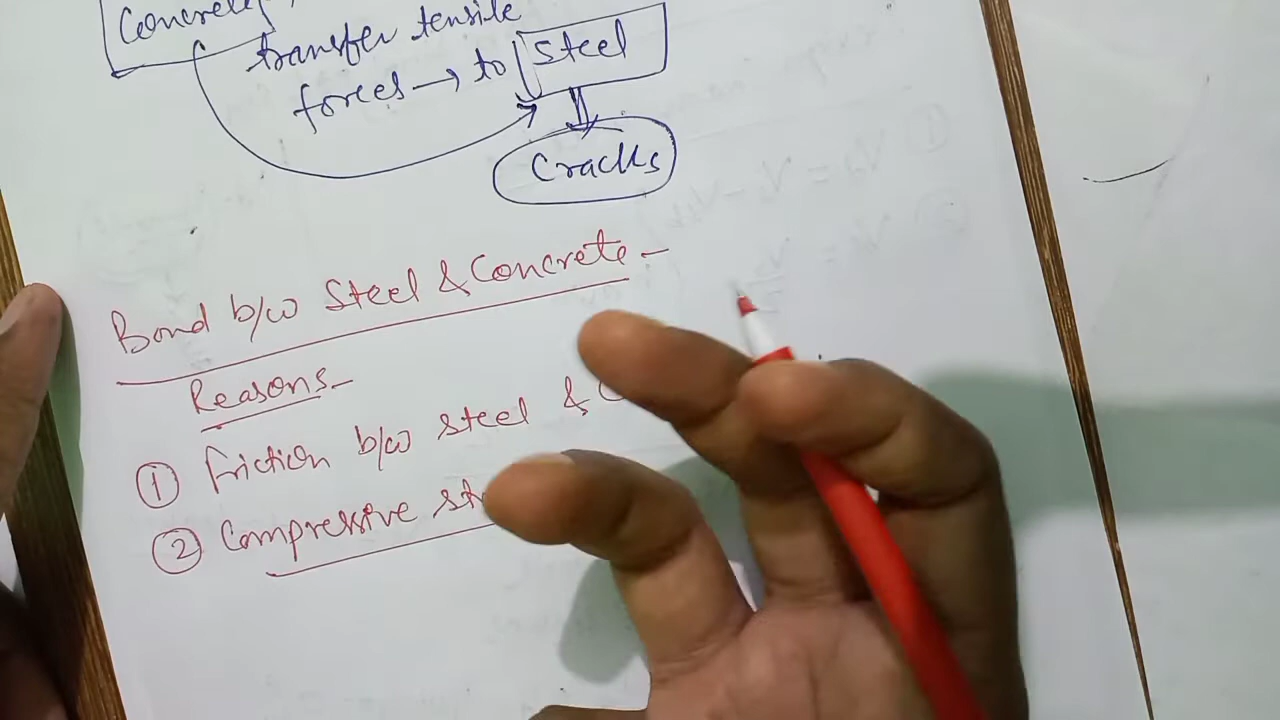 Concrete
transfer tensile
forces → to steel
Cracks
Bond b/w Steel & Concrete -
Reasons -
① friction b/w steel &
② Compressive